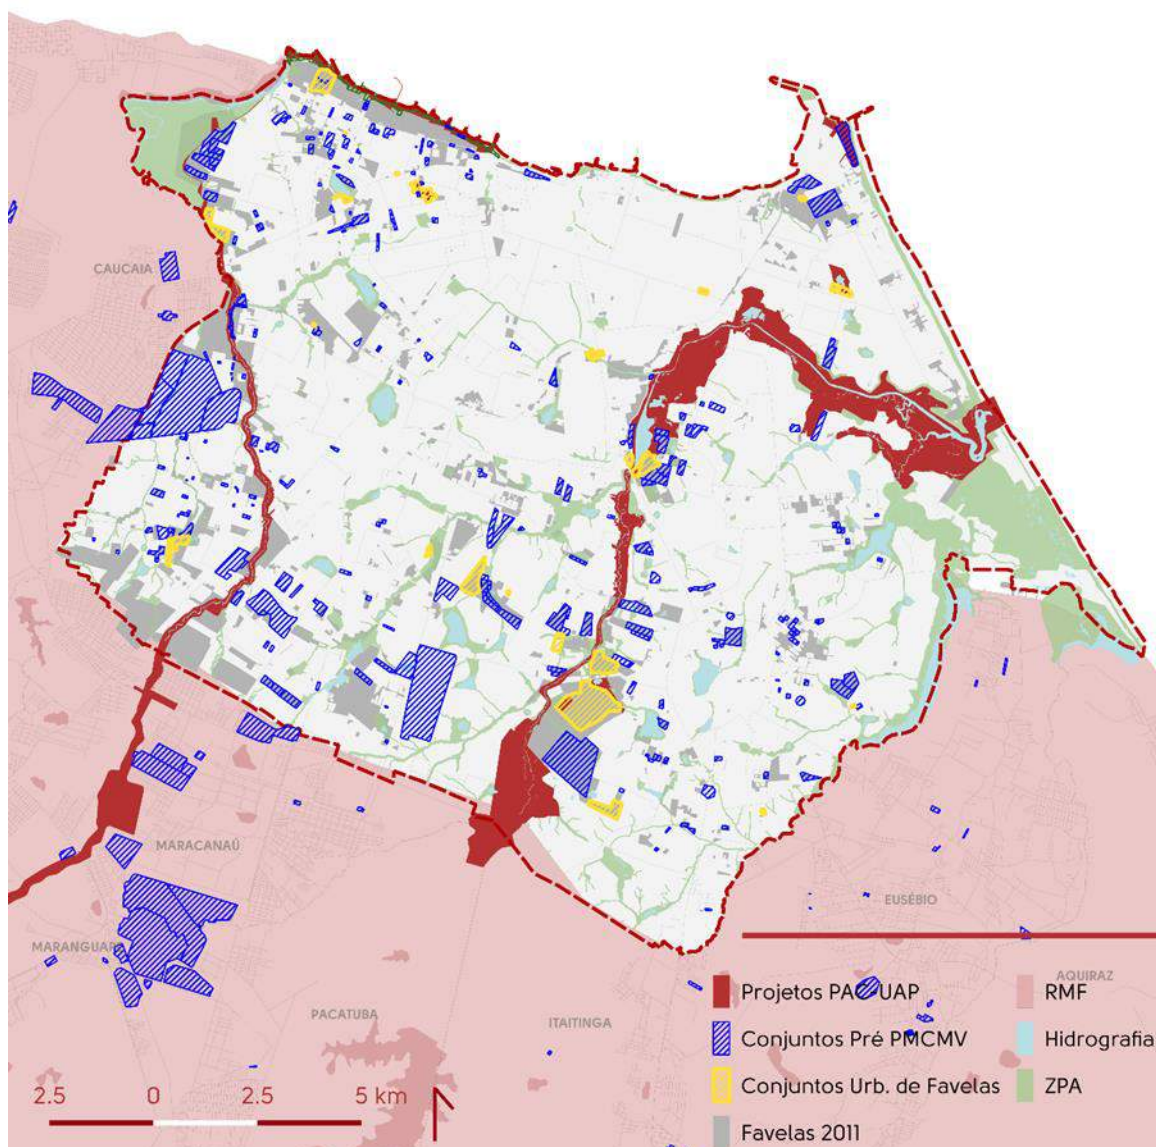 CAUCAIA
MARACANAÚ
MARANGUAPE
EUSÉBIO
AQUIRAZ
PACATUBA
ITAITINGA
Projetos PAC-UAP
RMF
Conjuntos Pré PMCMV
Hidrografia
Conjuntos Urb. de Favelas
ZPA
Favelas 2011
2.5 0 2.5 5 km